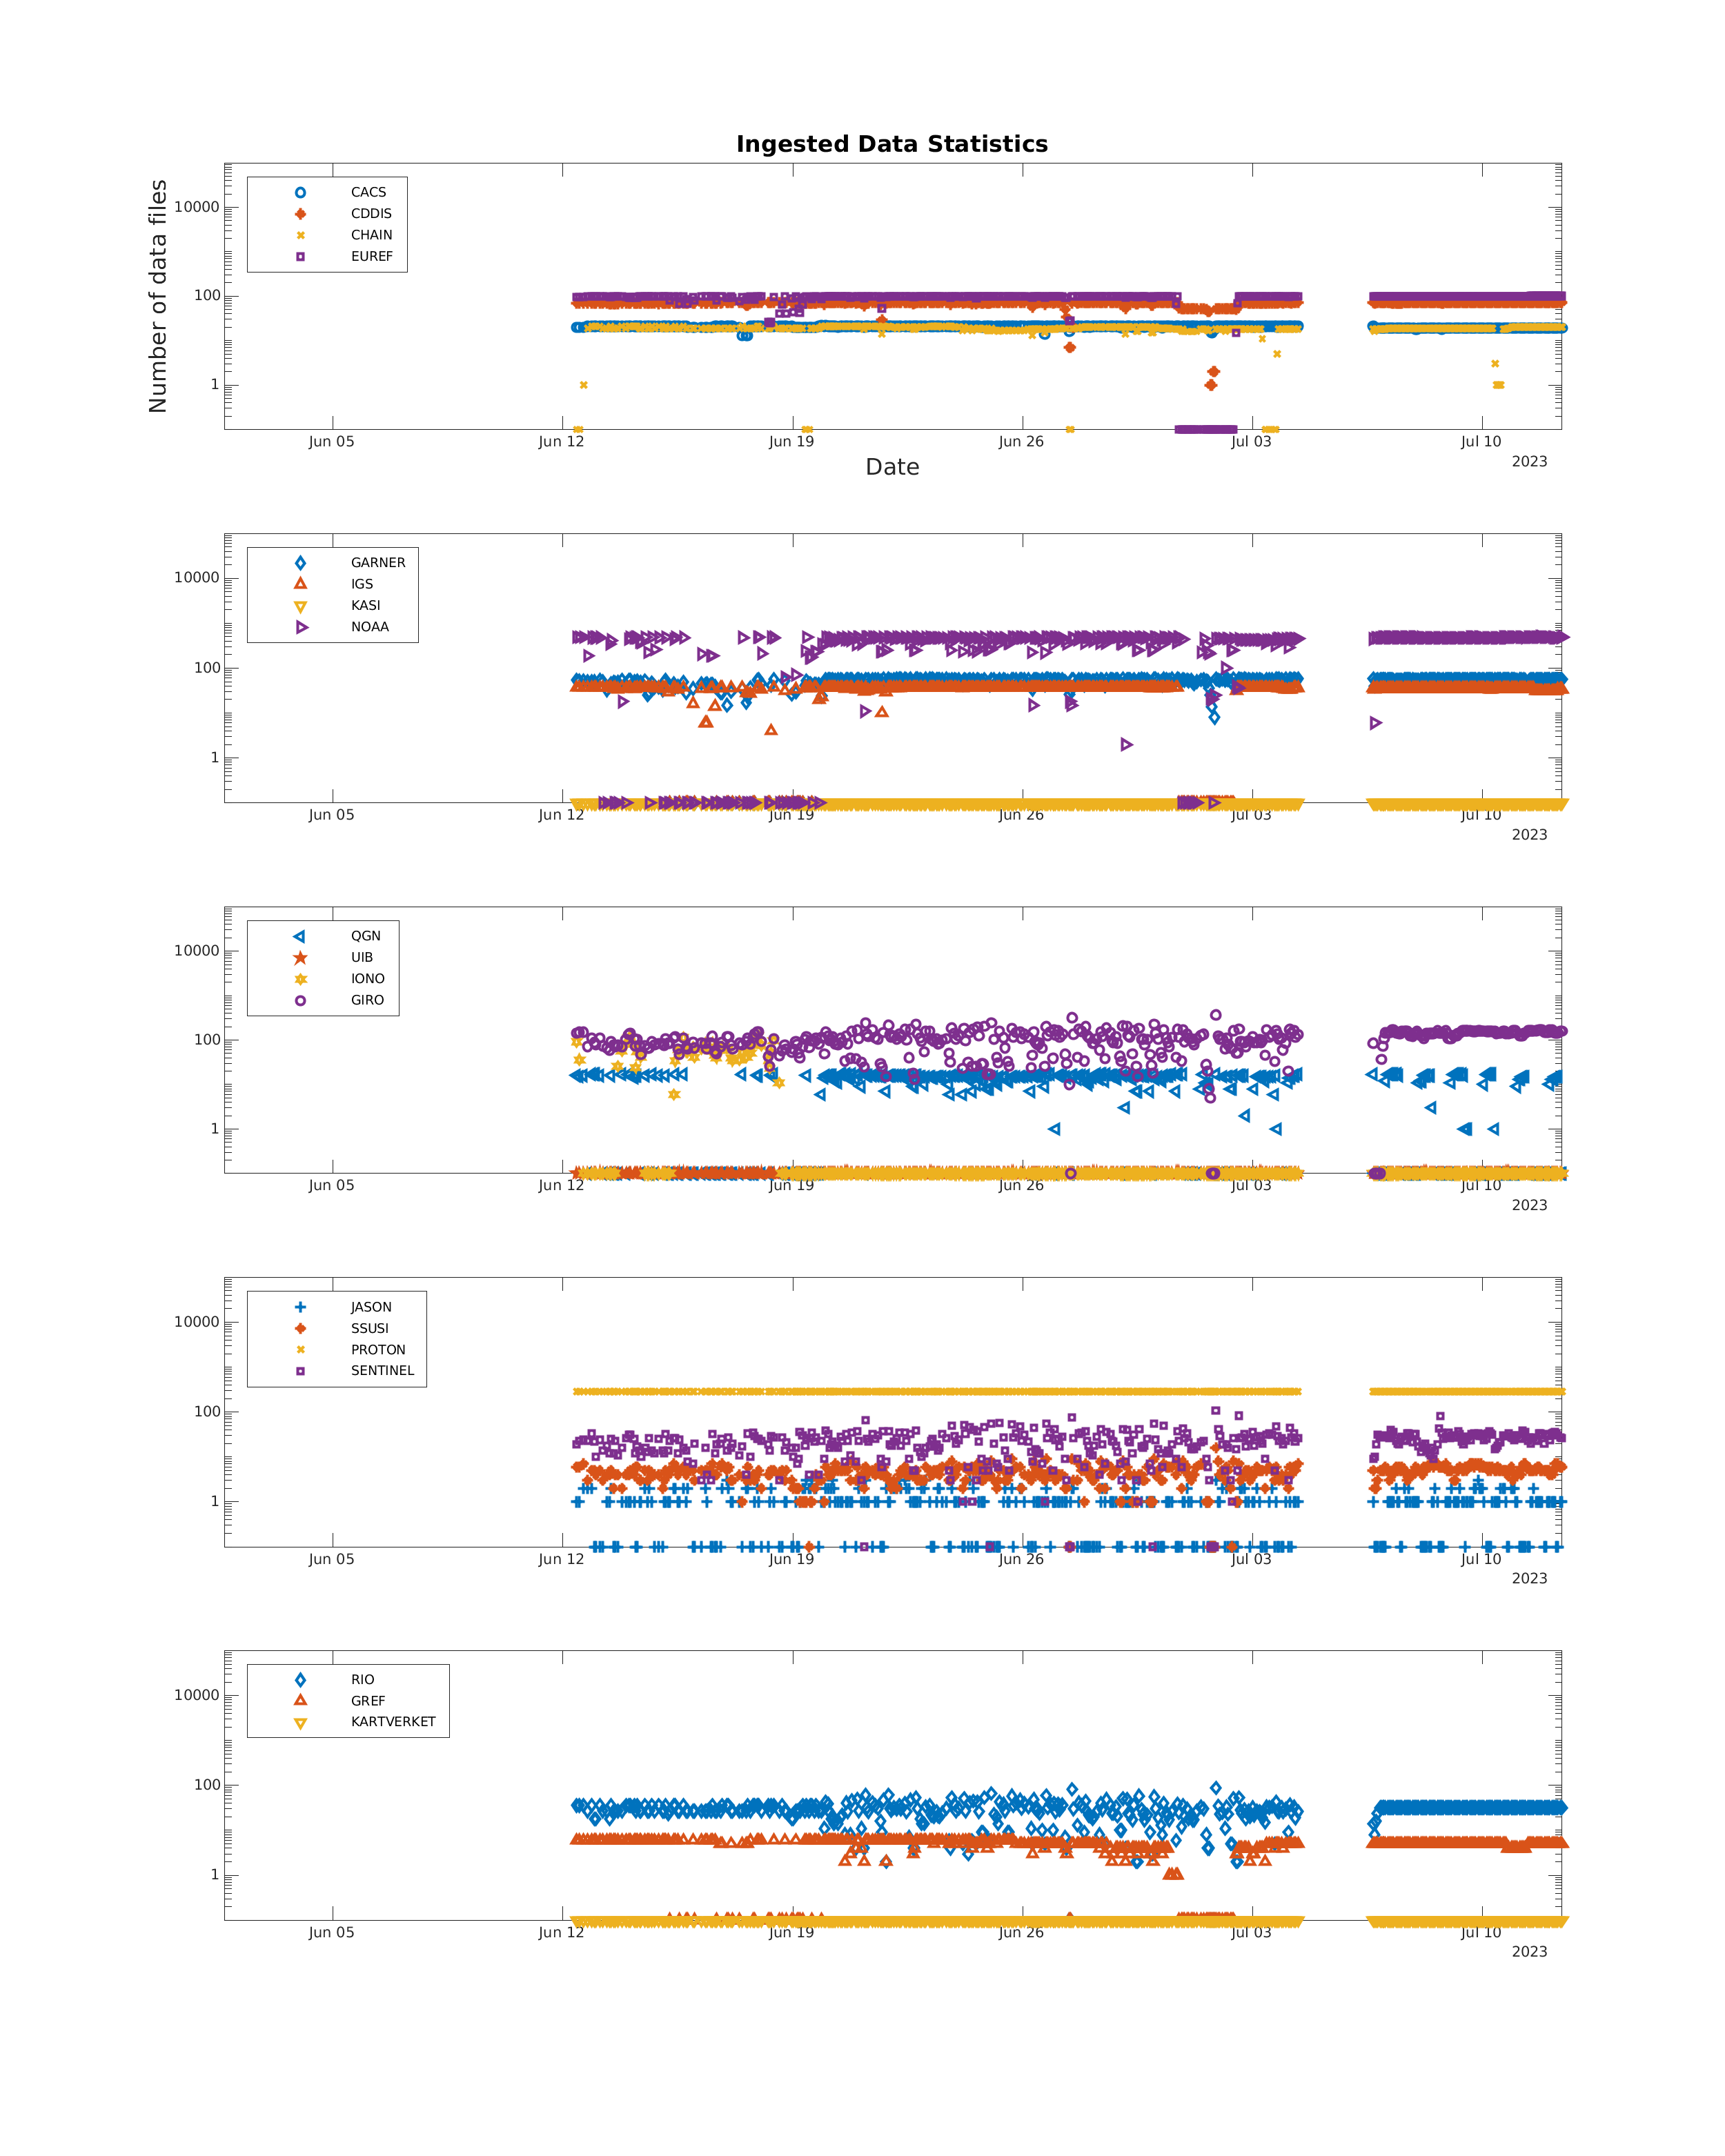 Ingested Data Statistics
Number of data files
CACS
CDDIS
CHAIN
EUREF
10000
100
1
Jun 05 Jun 12 Jun 19 Jun 26 Jul 03 Jul 10
2023
Date
GARNER
IGS
KASI
NOAA
10000
100
1
Jun 05 Jun 12 Jun 19 Jun 26 Jul 03 Jul 10
2023
QGN
UIB
IONO
GIRO
10000
100
1
Jun 05 Jun 12 Jun 19 Jun 26 Jul 03 Jul 10
2023
JASON
SSUSI
PROTON
SENTINEL
10000
100
1
Jun 05 Jun 12 Jun 19 Jun 26 Jul 03 Jul 10
2023
RIO
GREF
KARTVERKET
10000
100
1
Jun 05 Jun 12 Jun 19 Jun 26 Jul 03 Jul 10
2023